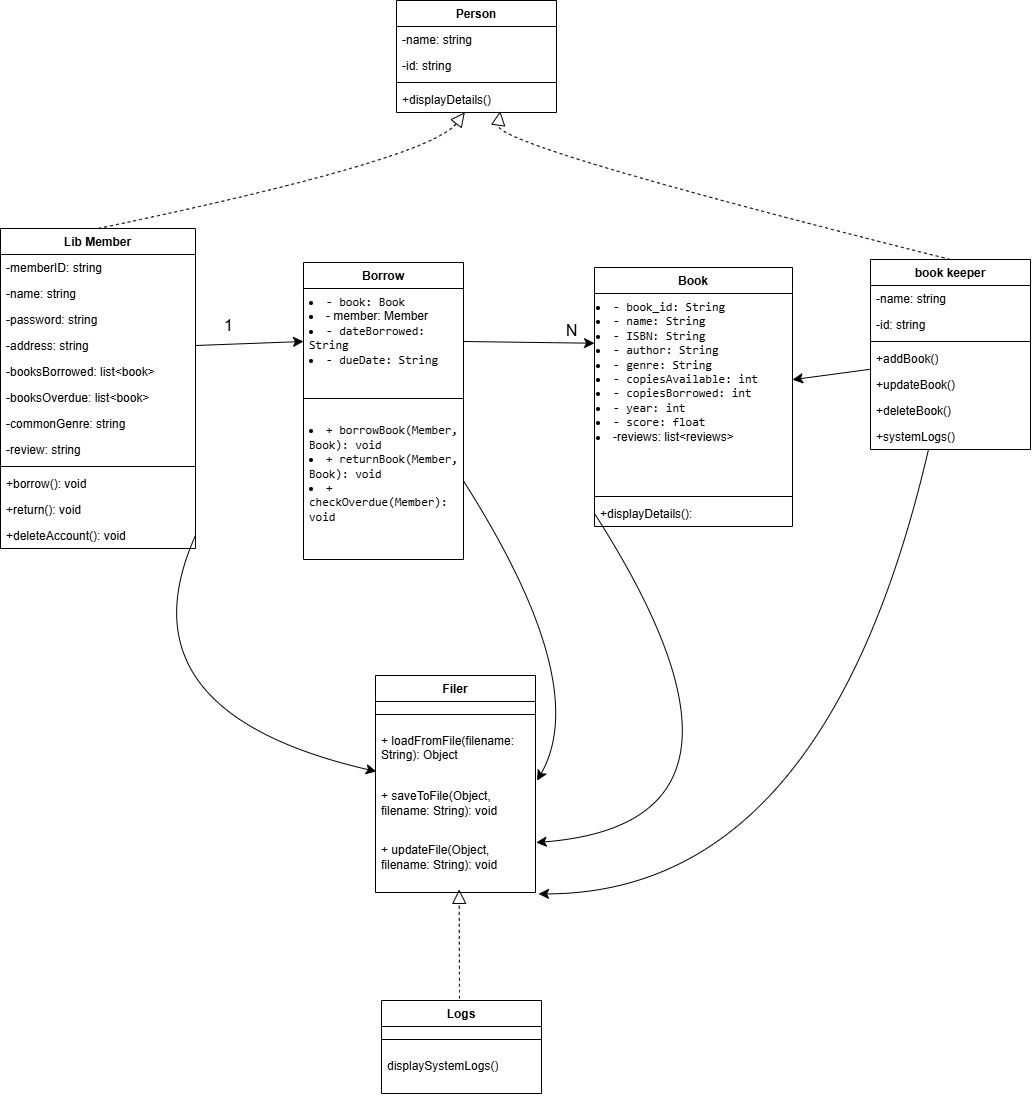 Person
-name: string
-id: string
+displayDetails()
Lib Member
-memberID: string
-name: string
-password: string
-address: string
-booksBorrowed: list<book>
-booksOverdue: list<book>
-commonGenre: string
-review: string
+borrow(): void
+return(): void
+deleteAccount(): void
1
Borrow
- book: Book
- member: Member
- dateBorrowed:
String
- dueDate: String
+ borrowBook(Member,
Book): void
+ returnBook(Member,
Book): void
+
checkOverdue(Member):
void
N
Book
- book_id: String
- name: String
- ISBN: String
- author: String
- genre: String
- copiesAvailable: int
- copiesBorrowed: int
- year: int
- score: float
-reviews: list<reviews>
+displayDetails():
book keeper
-name: string
-id: string
+addBook()
+updateBook()
+deleteBook()
+systemLogs()
Filer
+ loadFromFile(filename:
String): Object
+ saveToFile(Object,
filename: String): void
+ updateFile(Object,
filename: String): void
Logs
displaySystemLogs()